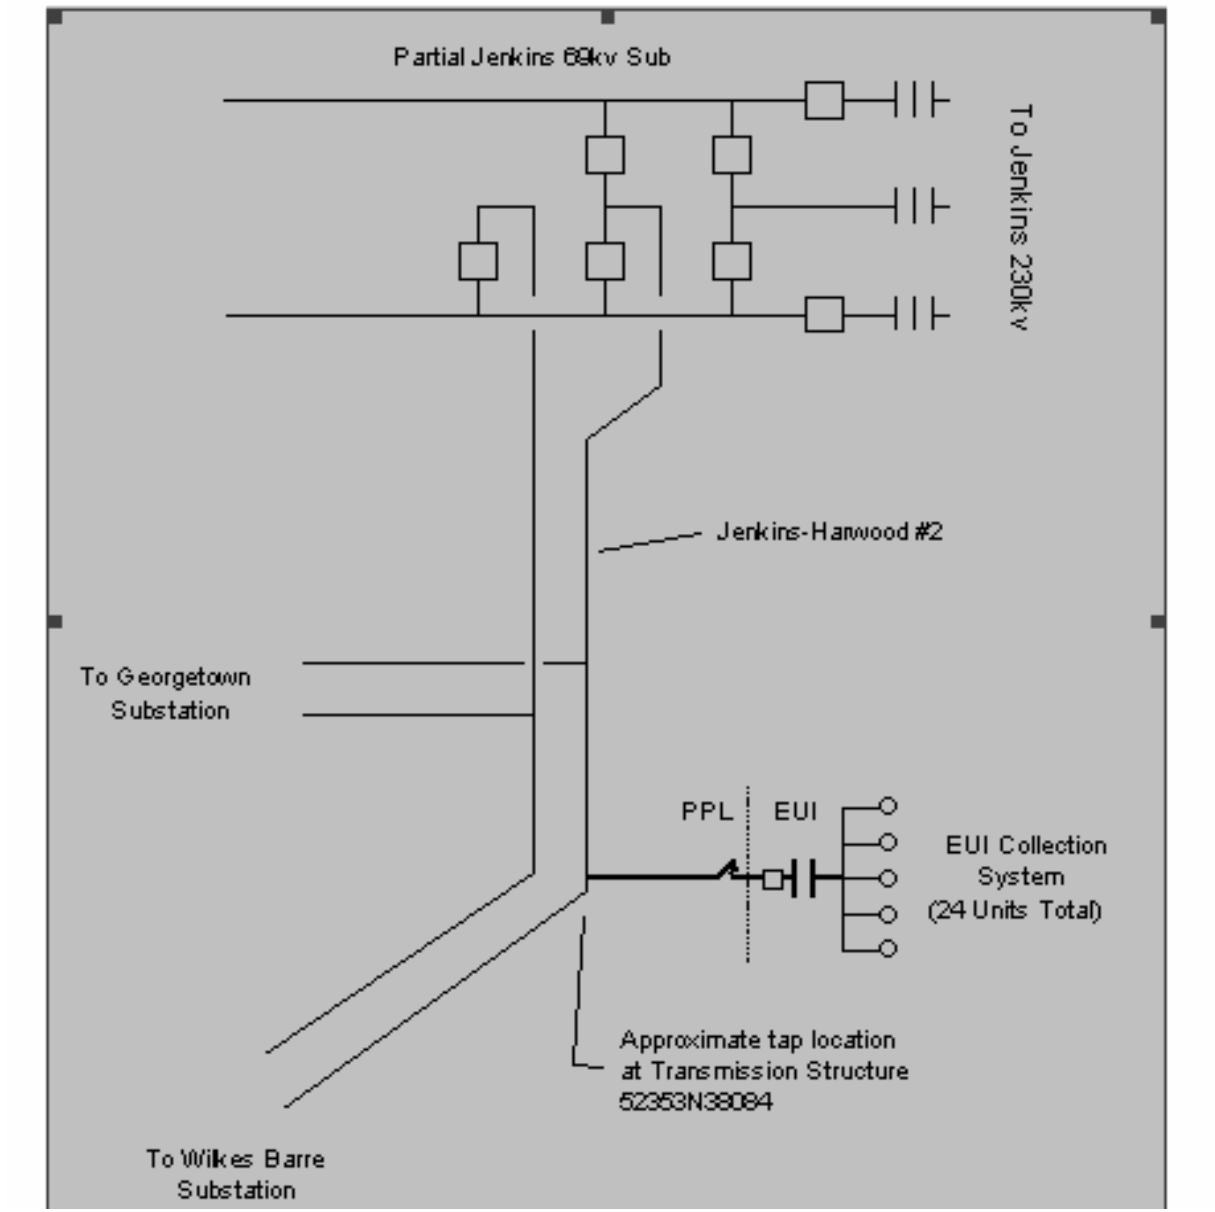 Partial Jenkins 69kv Sub
To Jenkins 230kv
Jenkins-Harwood #2
To Georgetown
Substation
PPL
EUI
EUI Collection
System
(24 Units Total)
Approximate tap location
at Transmission Structure
52353N38084
To Wilkes Barre
Substation